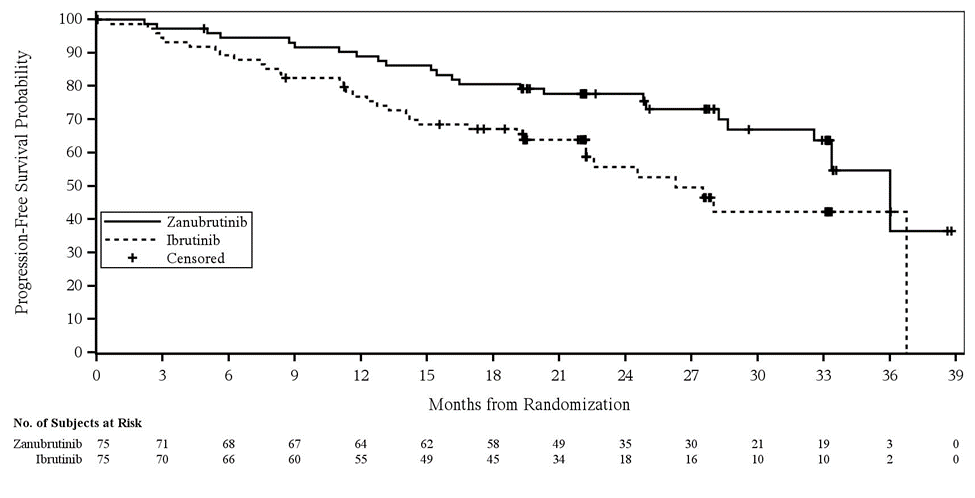 100
90
80
70
60
50
40
30
20
10
0
Progression-Free Survival Probability
Zanubrutinib
Ibrutinib
Censored
0 3 6 9 12 15 18 21 24 27 30 33 36 39
Months from Randomization
No. of Subjects at Risk
Zanubrutinib 75 71 68 67 64 62 58 49 35 30 21 19 3 0
Ibrutinib 75 70 66 60 55 49 45 34 18 16 10 10 2 0